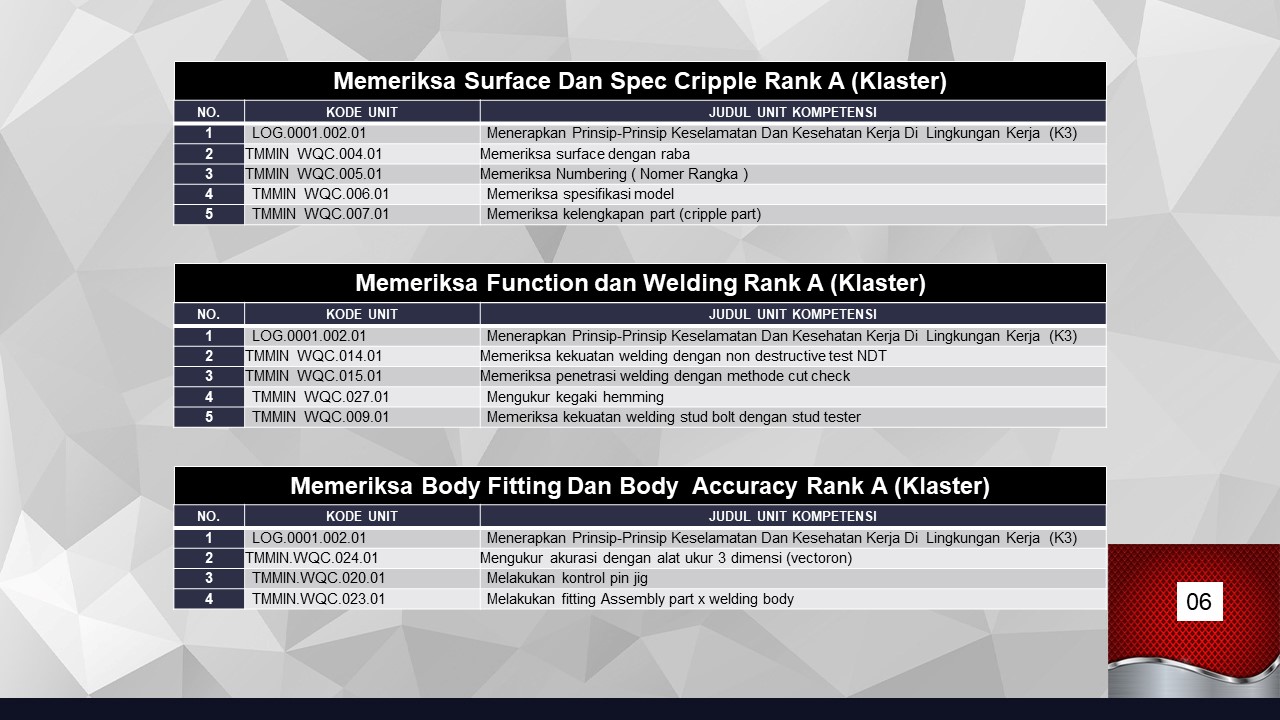 Memeriksa Surface Dan Spec Cripple Rank A (Klaster)
NO. KODE UNIT JUDUL UNIT KOMPETENSI
1 LOG.0001.002.01 Menerapkan Prinsip-Prinsip Keselamatan Dan Kesehatan Kerja Di Lingkungan Kerja (K3)
2 TMMIN WQC.004.01 Memeriksa surface dengan raba
3 TMMIN WQC.005.01 Memeriksa Numbering ( Nomer Rangka )
4 TMMIN WQC.006.01 Memeriksa spesifikasi model
5 TMMIN WQC.007.01 Memeriksa kelengkapan part (cripple part)
Memeriksa Function dan Welding Rank A (Klaster)
NO. KODE UNIT JUDUL UNIT KOMPETENSI
1 LOG.0001.002.01 Menerapkan Prinsip-Prinsip Keselamatan Dan Kesehatan Kerja Di Lingkungan Kerja (K3)
2 TMMIN WQC.014.01 Memeriksa kekuatan welding dengan non destructive test NDT
3 TMMIN WQC.015.01 Memeriksa penetrasi welding dengan methode cut check
4 TMMIN WQC.027.01 Mengukur kegaki hemming
5 TMMIN WQC.009.01 Memeriksa kekuatan welding stud bolt dengan stud tester
Memeriksa Body Fitting Dan Body Accuracy Rank A (Klaster)
NO. KODE UNIT JUDUL UNIT KOMPETENSI
1 LOG.0001.002.01 Menerapkan Prinsip-Prinsip Keselamatan Dan Kesehatan Kerja Di Lingkungan Kerja (K3)
2 TMMIN.WQC.024.01 Mengukur akurasi dengan alat ukur 3 dimensi (vectoron)
3 TMMIN.WQC.020.01 Melakukan kontrol pin jig
4 TMMIN.WQC.023.01 Melakukan fitting Assembly part x welding body
06